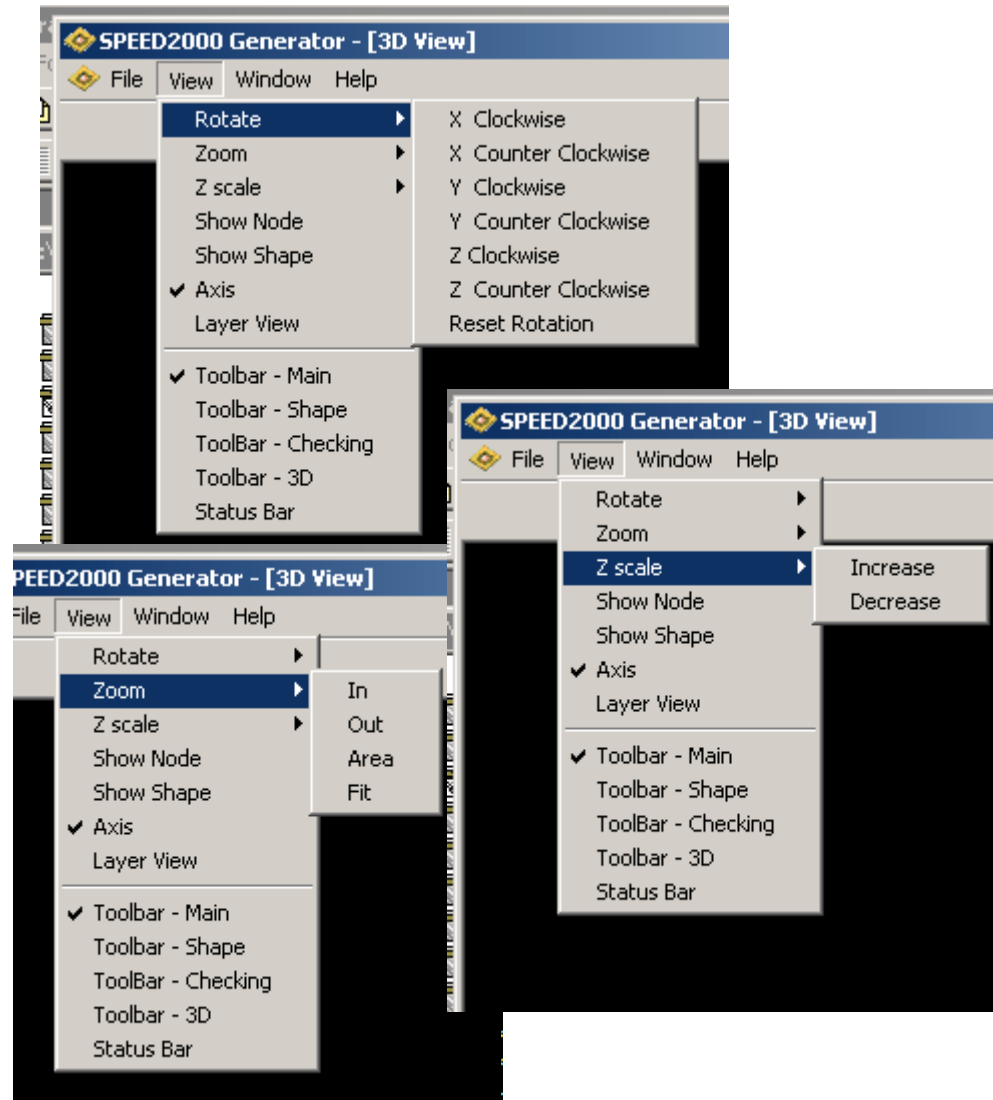 SPEED2000 Generator - [3D View]
File View Window Help
Rotate
Zoom
Z scale
Show Node
Show Shape
Axis
Layer View
Toolbar - Main
Toolbar - Shape
ToolBar - Checking
Toolbar - 3D
Status Bar
X Clockwise
X Counter Clockwise
Y Clockwise
Y Counter Clockwise
Z Clockwise
Z Counter Clockwise
Reset Rotation
SPEED2000 Generator - [3D View]
File View Window Help
Rotate
Zoom
Z scale
Show Node
Show Shape
Axis
Layer View
Toolbar - Main
Toolbar - Shape
ToolBar - Checking
Toolbar - 3D
Status Bar
Increase
Decrease
PEED2000 Generator - [3D View]
File View Window Help
Rotate
Zoom
Z scale
Show Node
Show Shape
Axis
Layer View
Toolbar - Main
Toolbar - Shape
ToolBar - Checking
Toolbar - 3D
Status Bar
In
Out
Area
Fit